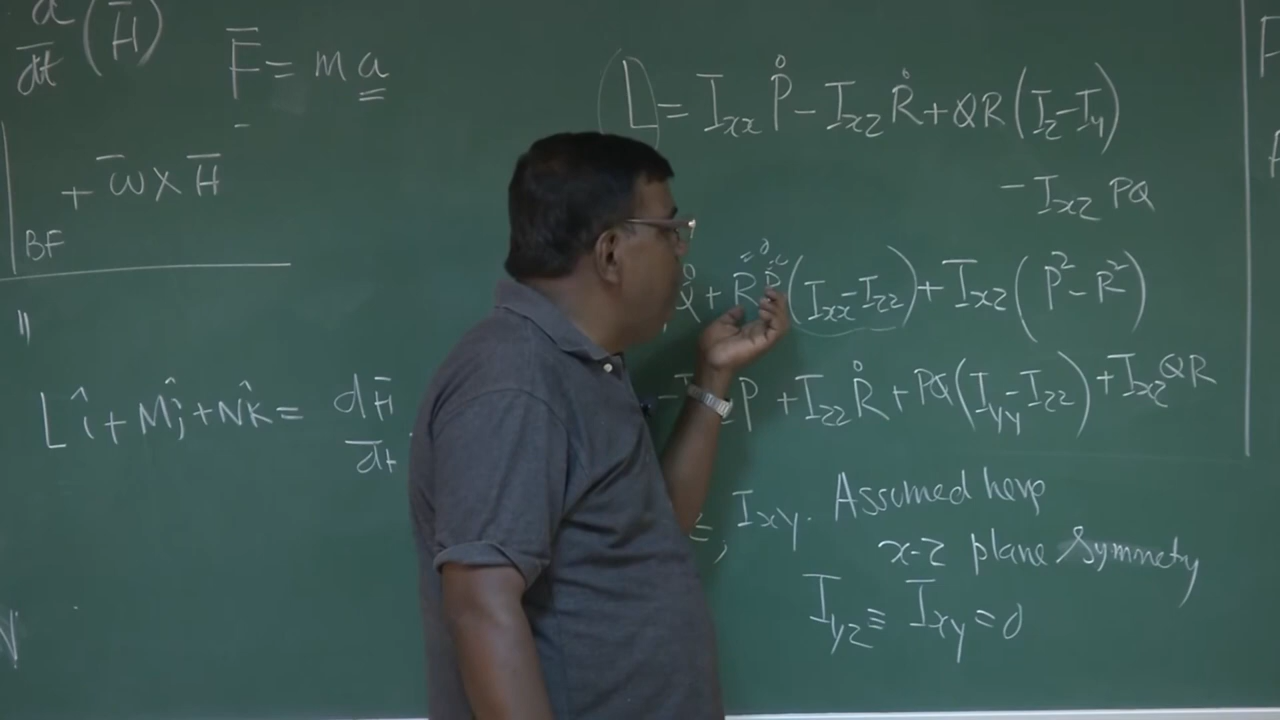 d/dt (H̄)
F̄ = m a
+ ω̄ × H̄
BF
"
L î + M ĵ + N k̂ = dH̄/dt
L = Ixx Ṗ − Ixz Ṙ + QR (Iz − Iy)
− Ixz PQ
Q̇ + R P (Ixx − Izz) + Ixz (P² − R²)
P + Izz Ṙ + PQ (Iyy − Izz) + Ixz QR
, Ixy. Assumed here
x-z plane Symmetry
Iyz ≡ Ixy = 0